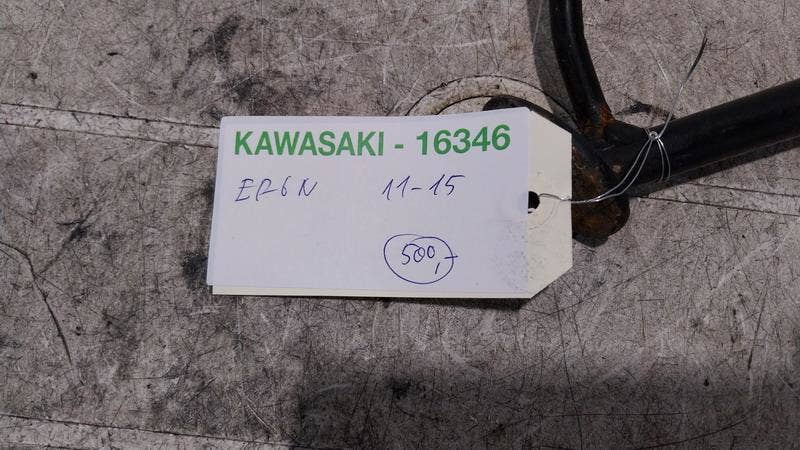 KAWASAKI - 16346
ER6N 11-15
500,-